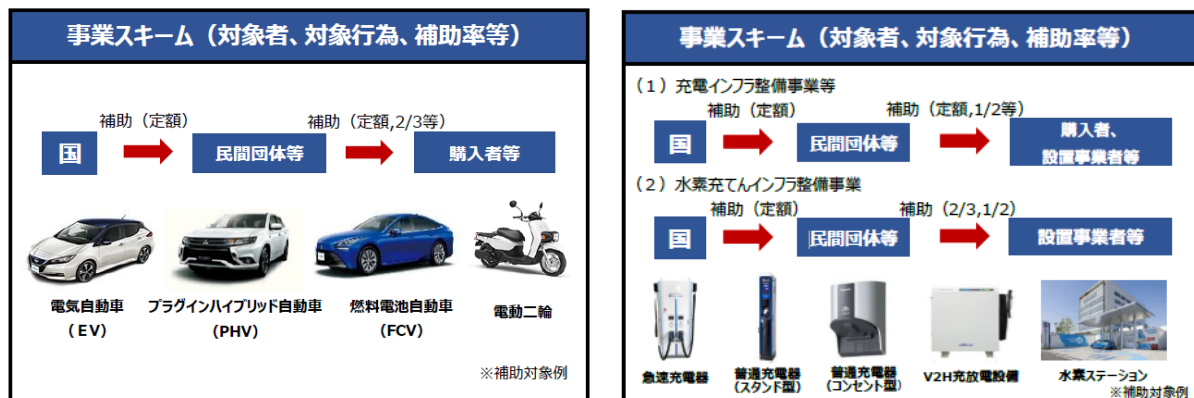 事業スキーム（対象者、対象行為、補助率等）
補助（定額）
補助（定額,2/3等）
国
民間団体等
購入者等
電気自動車
（ＥＶ）
プラグインハイブリッド自動車
（PHV）
燃料電池自動車
（FCV）
電動二輪
※補助対象例
事業スキーム（対象者、対象行為、補助率等）
（１）充電インフラ整備事業等
補助（定額）
補助（定額,1/2等）
国
民間団体等
購入者、
設置事業者等
（２）水素充てんインフラ整備事業
補助（定額）
補助（2/3,1/2）
国
民間団体等
設置事業者等
急速充電器
普通充電器
（スタンド型）
普通充電器
（コンセント型）
V2H充放電設備
水素ステーション
※補助対象例